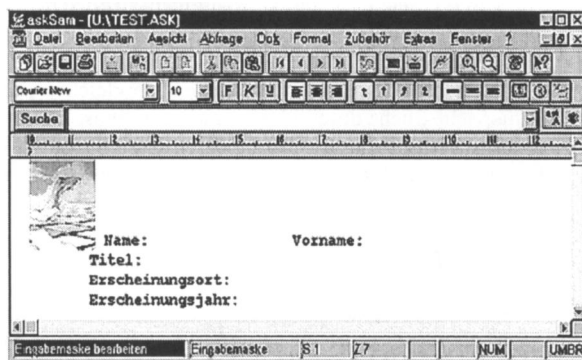 askSam - [U:\TEST.ASK]
Datei Bearbeiten Ansicht Abfrage Dok Format Zubehör Extras Fenster ?
Courier New 10 F K U
Suche
Name: Vorname:
Titel:
Erscheinungsort:
Erscheinungsjahr:
Eingabemaske bearbeiten Eingabemaske S 1 Z 7 NUM UMBR